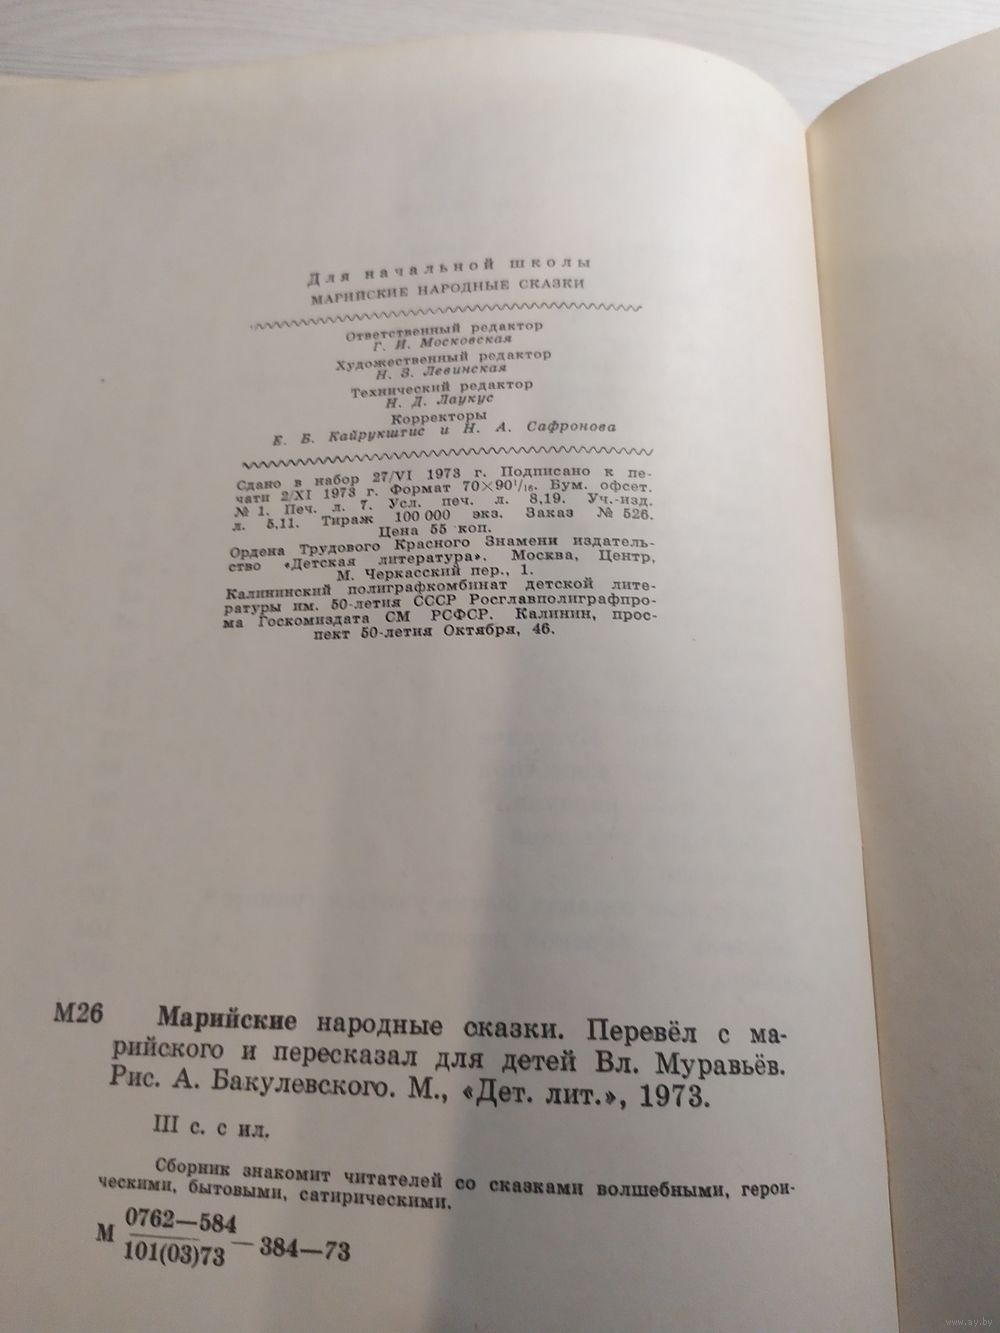 Для начальной школы
МАРИЙСКИЕ НАРОДНЫЕ СКАЗКИ
Ответственный редактор
Г. И. Московская
Художественный редактор
Н. З. Левинская
Технический редактор
Н. Д. Лаукус
Корректоры
Е. Б. Кайрукштис и Н. А. Сафронова
Сдано в набор 27/VI 1973 г. Подписано к пе-
чати 2/XI 1973 г. Формат 70×90¹/₁₆. Бум. офсет.
№ 1. Печ. л. 7. Усл. печ. л. 8,19. Уч.-изд.
л. 5,11. Тираж 100 000 экз. Заказ № 526.
Цена 55 коп.
Ордена Трудового Красного Знамени издатель-
ство «Детская литература». Москва, Центр,
М. Черкасский пер., 1.
Калининский полиграфкомбинат детской лите-
ратуры им. 50-летия СССР Росглавполиграфпро-
ма Госкомиздата СМ РСФСР. Калинин, прос-
пект 50-летия Октября, 46.
М26 Марийские народные сказки. Перевёл с ма-
рийского и пересказал для детей Вл. Муравьёв.
Рис. А. Бакулевского. М., «Дет. лит.», 1973.
III с. с ил.
Сборник знакомит читателей со сказками волшебными, герои-
ческими, бытовыми, сатирическими.
М 0762—584
101(03)73 — 384—73
www.ay.by